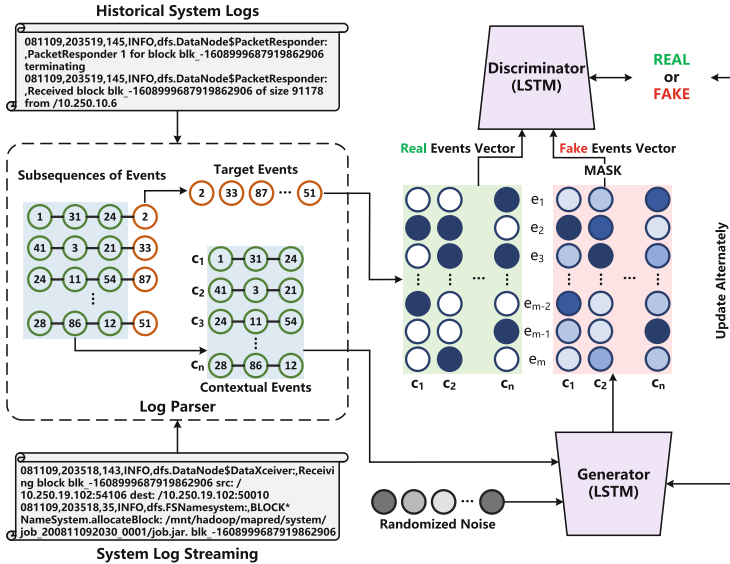 Historical System Logs
081109,203519,145,INFO,dfs.DataNode$PacketResponder:
,PacketResponder 1 for block blk_-1608999687919862906
terminating
081109,203519,145,INFO,dfs.DataNode$PacketResponder:
,Received block blk_-1608999687919862906 of size 91178
from /10.250.10.6
Subsequences of Events
1 31 24 2
41 3 21 33
24 11 54 87
⋮
28 86 12 51
Target Events
2 33 87 ··· 51
c1 1 31 24
c2 41 3 21
c3 24 11 54
⋮
cn 28 86 12
Contextual Events
Log Parser
081109,203518,143,INFO,dfs.DataNode$DataXceiver:,Receivi
ng block blk_-1608999687919862906 src: /
10.250.19.102:54106 dest: /10.250.19.102:50010
081109,203518,35,INFO,dfs.FSNamesystem:,BLOCK*
NameSystem.allocateBlock: /mnt/hadoop/mapred/system/
job_200811092030_0001/job.jar. blk_-1608999687919862906
System Log Streaming
Discriminator
(LSTM)
REAL
or
FAKE
Real Events Vector
Fake Events Vector
MASK
e1
e2
e3
⋮ ··· ⋮ ⋮ ⋮ ··· ⋮
em-2
em-1
em
c1 c2 cn
c1 c2 cn
Update Alternately
Generator
(LSTM)
···
Randomized Noise